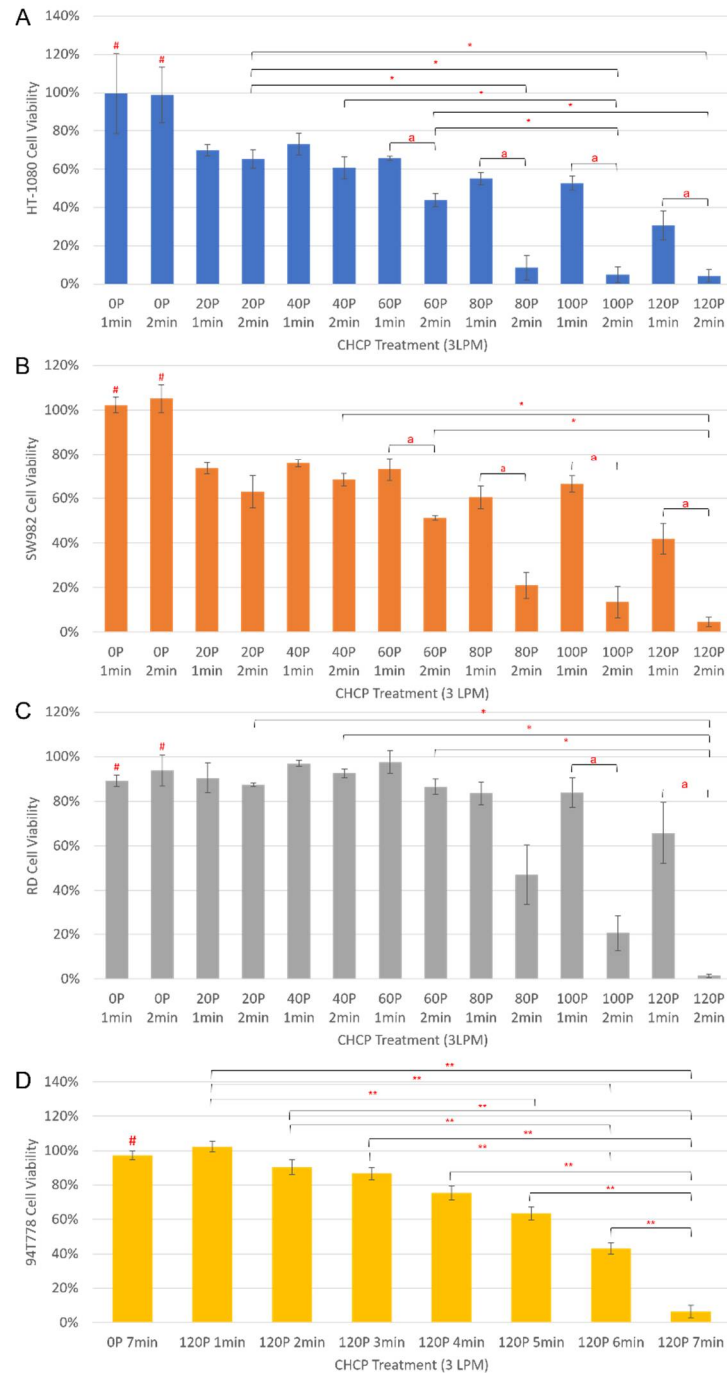 A
120%
100%
80%
60%
40%
20%
0%
HT-1080 Cell Viability
# # * * * * * * a a a a
0P 0P 20P 20P 40P 40P 60P 60P 80P 80P 100P 100P 120P 120P
1min 2min 1min 2min 1min 2min 1min 2min 1min 2min 1min 2min 1min 2min
CHCP Treatment (3LPM)
B
120%
100%
80%
60%
40%
20%
0%
SW982 Cell Viability
# # * * a a a a
0P 0P 20P 20P 40P 40P 60P 60P 80P 80P 100P 100P 120P 120P
1min 2min 1min 2min 1min 2min 1min 2min 1min 2min 1min 2min 1min 2min
CHCP Treatment (3 LPM)
C
120%
100%
80%
60%
40%
20%
0%
RD Cell Viability
# # * * * a a
0P 0P 20P 20P 40P 40P 60P 60P 80P 80P 100P 100P 120P 120P
1min 2min 1min 2min 1min 2min 1min 2min 1min 2min 1min 2min 1min 2min
CHCP Treatment (3LPM)
D
140%
120%
100%
80%
60%
40%
20%
0%
94T778 Cell Viability
# ** ** ** ** ** ** ** ** ** **
0P 7min 120P 1min 120P 2min 120P 3min 120P 4min 120P 5min 120P 6min 120P 7min
CHCP Treatment (3 LPM)